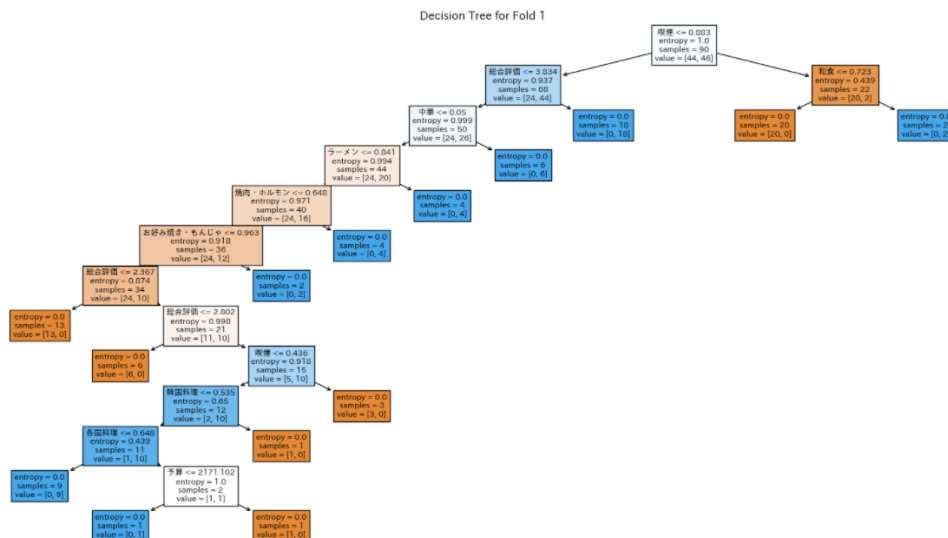 Decision Tree for Fold 1
喫煙 <= 0.883
entropy = 1.0
samples = 90
value = [44, 46]
総合評価 <= 3.834
entropy = 0.937
samples = 68
value = [24, 44]
和食 <= 0.723
entropy = 0.439
samples = 22
value = [20, 2]
中華 <= 0.05
entropy = 0.999
samples = 50
value = [24, 26]
entropy = 0.0
samples = 18
value = [0, 18]
entropy = 0.0
samples = 20
value = [20, 0]
entropy = 0.0
samples = 2
value = [0, 2]
ラーメン <= 0.841
entropy = 0.994
samples = 44
value = [24, 20]
entropy = 0.0
samples = 6
value = [0, 6]
焼肉・ホルモン <= 0.648
entropy = 0.971
samples = 40
value = [24, 16]
entropy = 0.0
samples = 4
value = [0, 4]
お好み焼き・もんじゃ <= 0.963
entropy = 0.918
samples = 36
value = [24, 12]
entropy = 0.0
samples = 4
value = [0, 4]
総合評価 <= 2.367
entropy = 0.874
samples = 34
value = [24, 10]
entropy = 0.0
samples = 2
value = [0, 2]
entropy = 0.0
samples = 13
value = [13, 0]
総合評価 <= 2.802
entropy = 0.998
samples = 21
value = [11, 10]
entropy = 0.0
samples = 6
value = [6, 0]
喫煙 <= 0.436
entropy = 0.918
samples = 15
value = [5, 10]
韓国料理 <= 0.535
entropy = 0.65
samples = 12
value = [2, 10]
entropy = 0.0
samples = 3
value = [3, 0]
各国料理 <= 0.648
entropy = 0.439
samples = 11
value = [1, 10]
entropy = 0.0
samples = 1
value = [1, 0]
entropy = 0.0
samples = 9
value = [0, 9]
予算 <= 2171.102
entropy = 1.0
samples = 2
value = [1, 1]
entropy = 0.0
samples = 1
value = [0, 1]
entropy = 0.0
samples = 1
value = [1, 0]